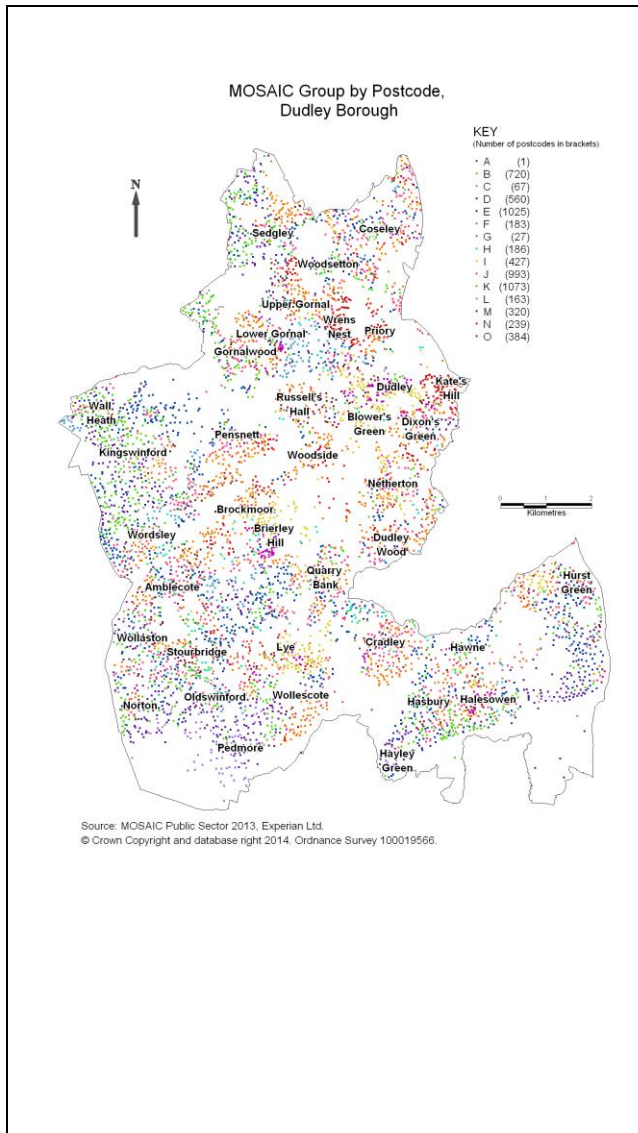 MOSAIC Group by Postcode,
Dudley Borough
KEY
(Number of postcodes in brackets)
A (1)
B (720)
C (67)
D (560)
E (1025)
F (183)
G (27)
H (186)
I (427)
J (993)
K (1073)
L (163)
M (320)
N (239)
O (384)
N
Sedgley
Coseley
Woodsetton
Upper Gornal
Wrens
Nest
Priory
Lower Gornal
Gornalwood
Dudley
Kate's
Hill
Russell's
Hall
Blower's
Green
Dixon's
Green
Wall
Heath
Kingswinford
Pensnett
Woodside
Netherton
Brockmoor
Brierley
Hill
Wordsley
Dudley
Wood
0 1 2
Kilometres
Quarry
Bank
Amblecote
Hurst
Green
Wollaston
Stourbridge
Lye
Cradley
Hawne
Norton
Oldswinford
Wollescote
Hasbury
Halesowen
Pedmore
Hayley
Green
Source: MOSAIC Public Sector 2013, Experian Ltd.
© Crown Copyright and database right 2014. Ordnance Survey 100019566.